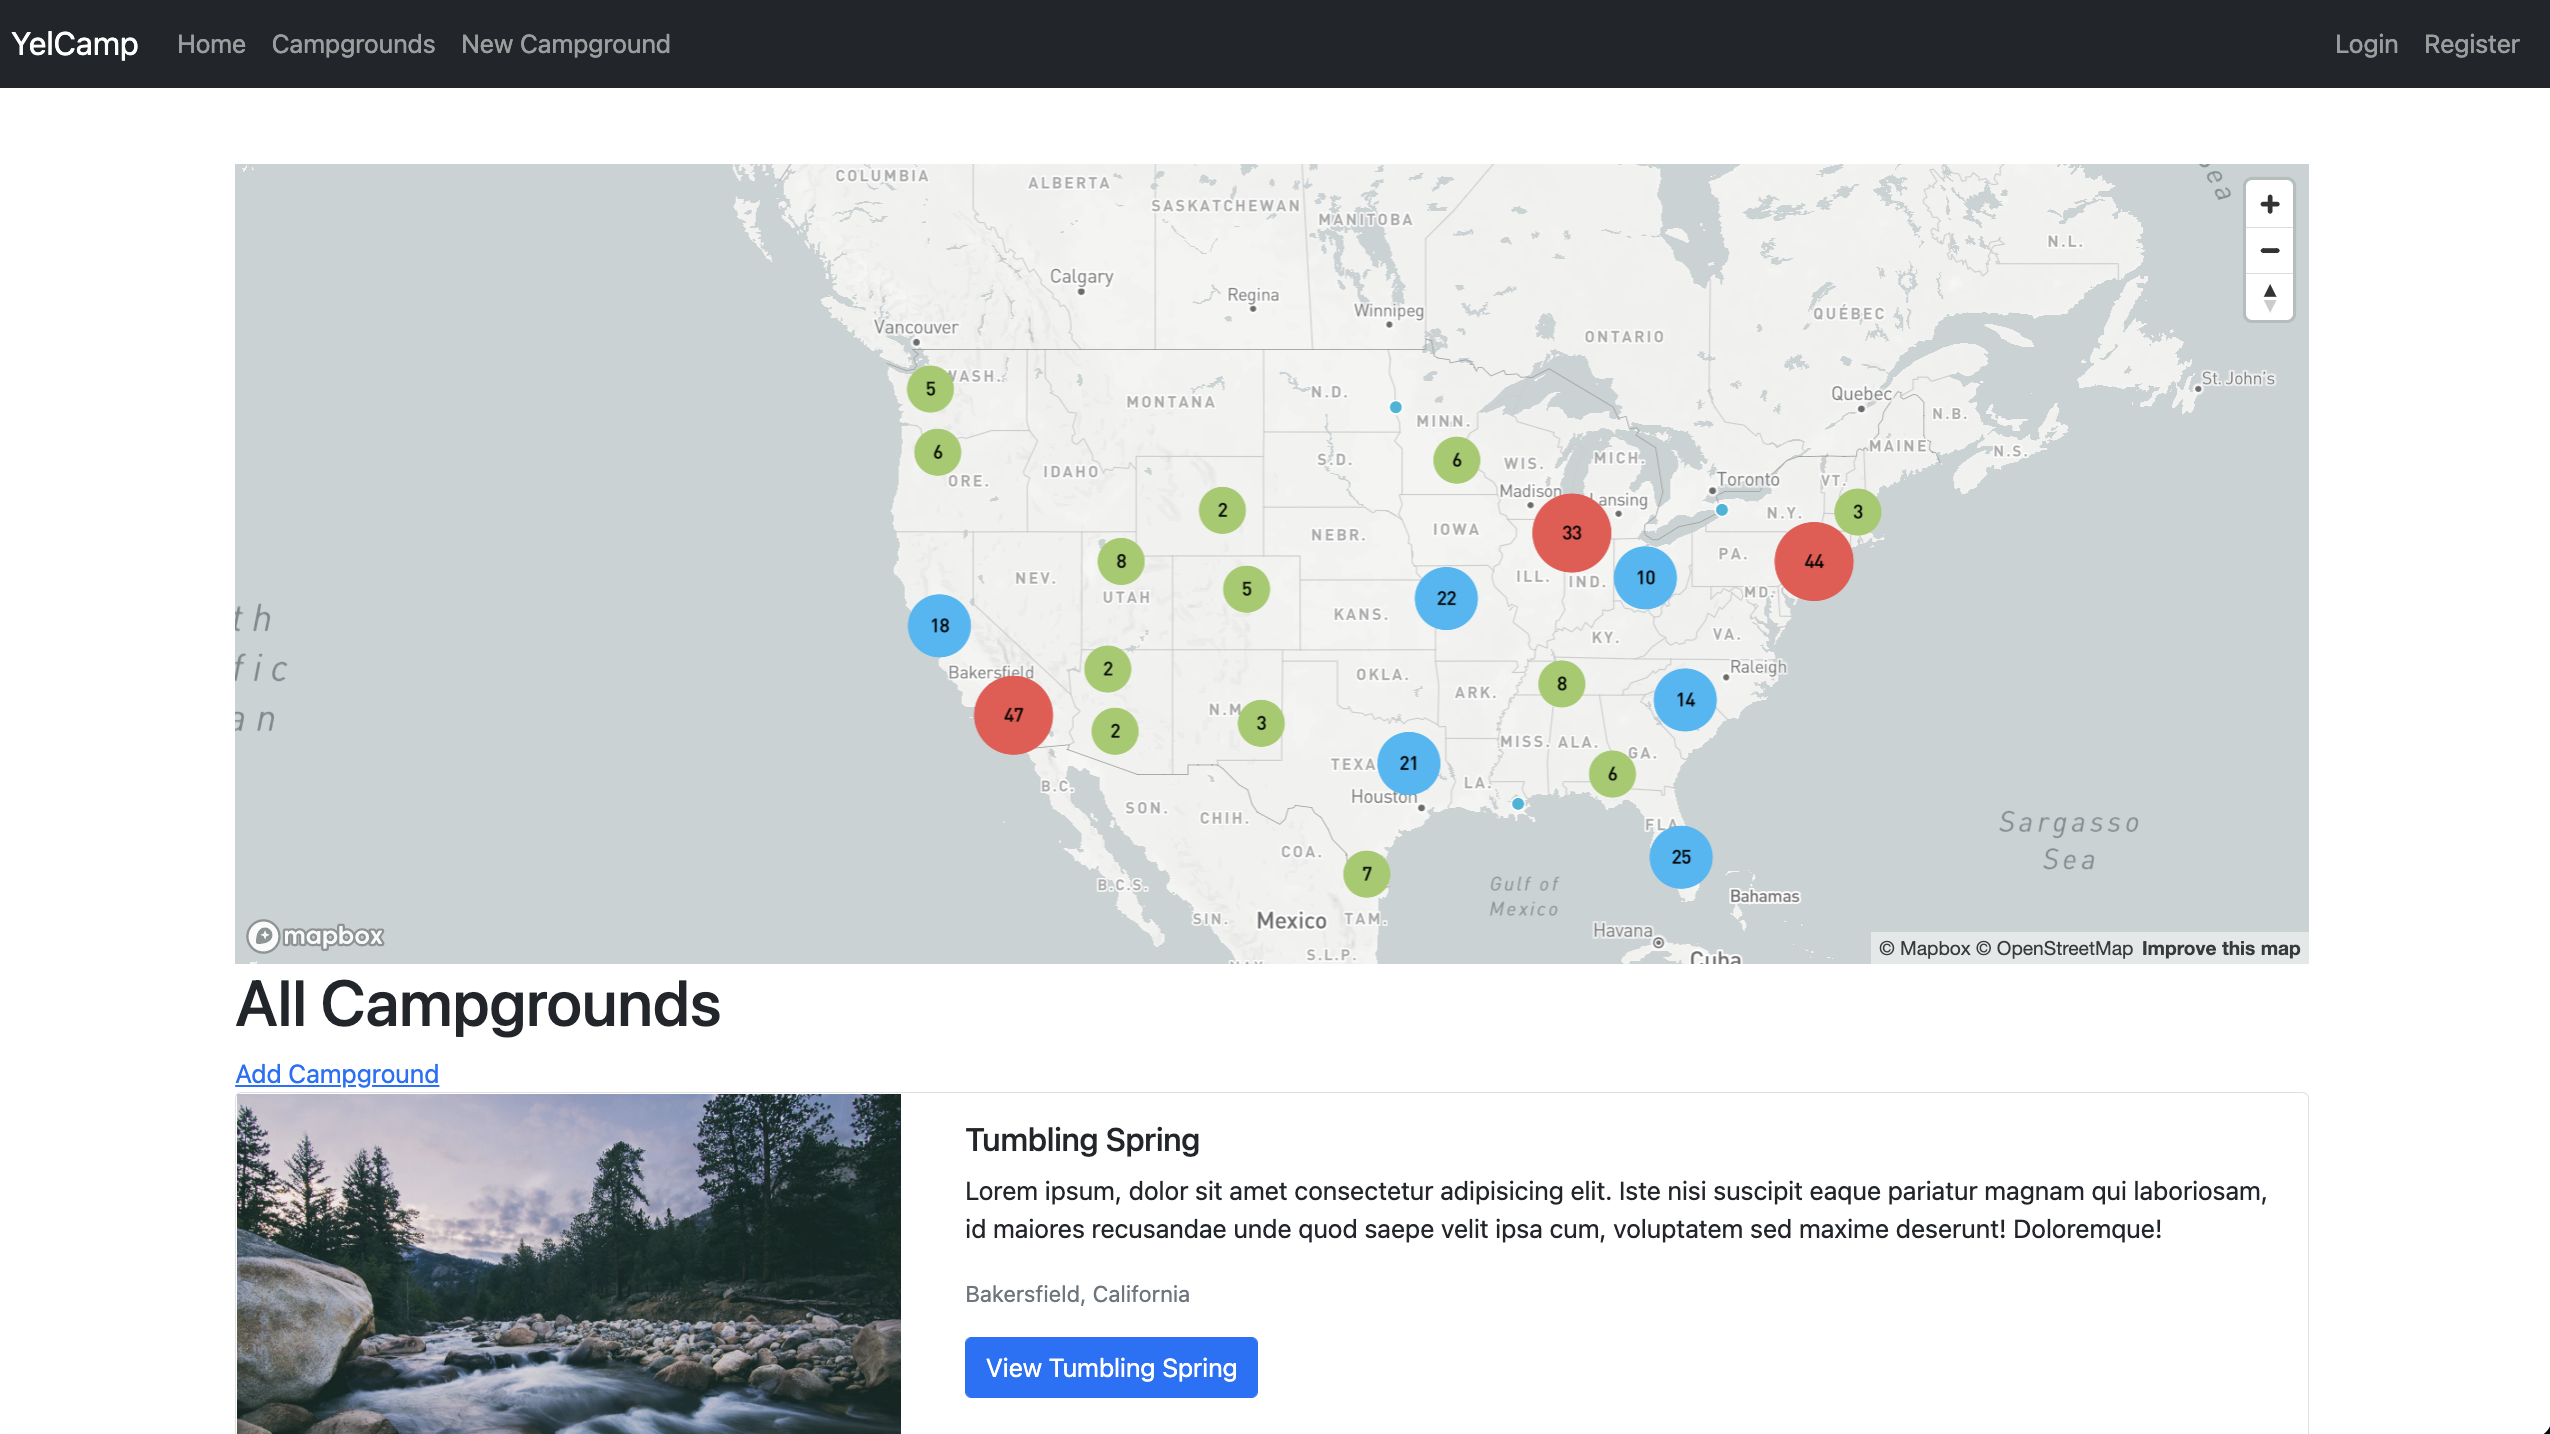 YelCamp Home Campgrounds New Campground Login Register
COLUMBIA
ALBERTA
SASKATCHEWAN
MANITOBA
Sea
N.L.
Calgary
Regina
Winnipeg
QUÉBEC
Vancouver
ONTARIO
WASH.
5
MONTANA
N.D.
MINN.
Quebec
St. John's
N.B.
MAINE
N.S.
6
ORE.
IDAHO
S.D.
6
WIS.
MICH.
Toronto
VT.
Madison
Lansing
2
N.Y.
3
NEBR.
IOWA
33
PA.
44
8
NEV.
UTAH
5
ILL.
IND.
10
MD.
22
KANS.
18
KY.
VA.
th
fic
an
Bakersfield
2
OKLA.
ARK.
8
Raleigh
14
47
2
N.M.
3
MISS.
ALA.
GA.
TEXA
21
LA.
6
B.C.
Houston
SON.
CHIH.
FLA.
Sargasso
Sea
COA.
25
7
B.C.S.
Gulf of
Mexico
Bahamas
SIN.
Mexico
TAM.
Havana
S.L.P.
Cuba
mapbox
© Mapbox © OpenStreetMap Improve this map
All Campgrounds
Add Campground
Tumbling Spring
Lorem ipsum, dolor sit amet consectetur adipisicing elit. Iste nisi suscipit eaque pariatur magnam qui laboriosam,
id maiores recusandae unde quod saepe velit ipsa cum, voluptatem sed maxime deserunt! Doloremque!
Bakersfield, California
View Tumbling Spring